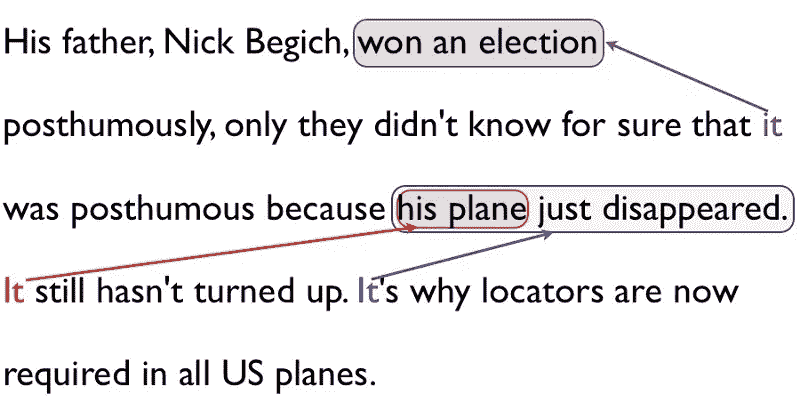 His father, Nick Begich, won an election
posthumously, only they didn't know for sure that it
was posthumous because his plane just disappeared.
It still hasn't turned up. It's why locators are now
required in all US planes.